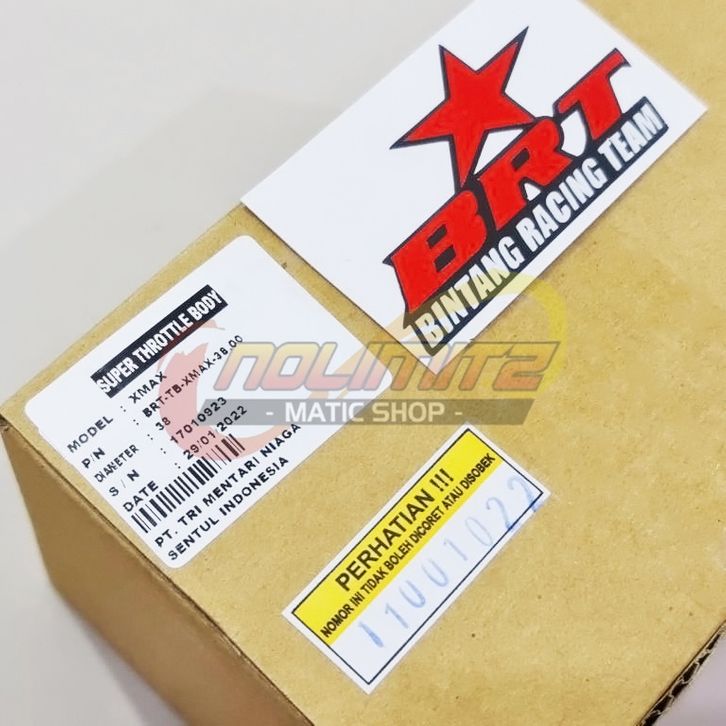 BRT
BINTANG RACING TEAM
SUPER THROTTLE BODY
MODEL : XMAX
P/N : BRT-TB-XMAX-38.00
DIAMETER : 38
S / N : 17010923
DATE : 29/01 2022
PT. TRI MENTARI NIAGA
SENTUL INDONESIA
NOLIMITZ
- MATIC SHOP -
PERHATIAN !!!
NOMOR INI TIDAK BOLEH DICORET ATAU DISOBEK
11001022